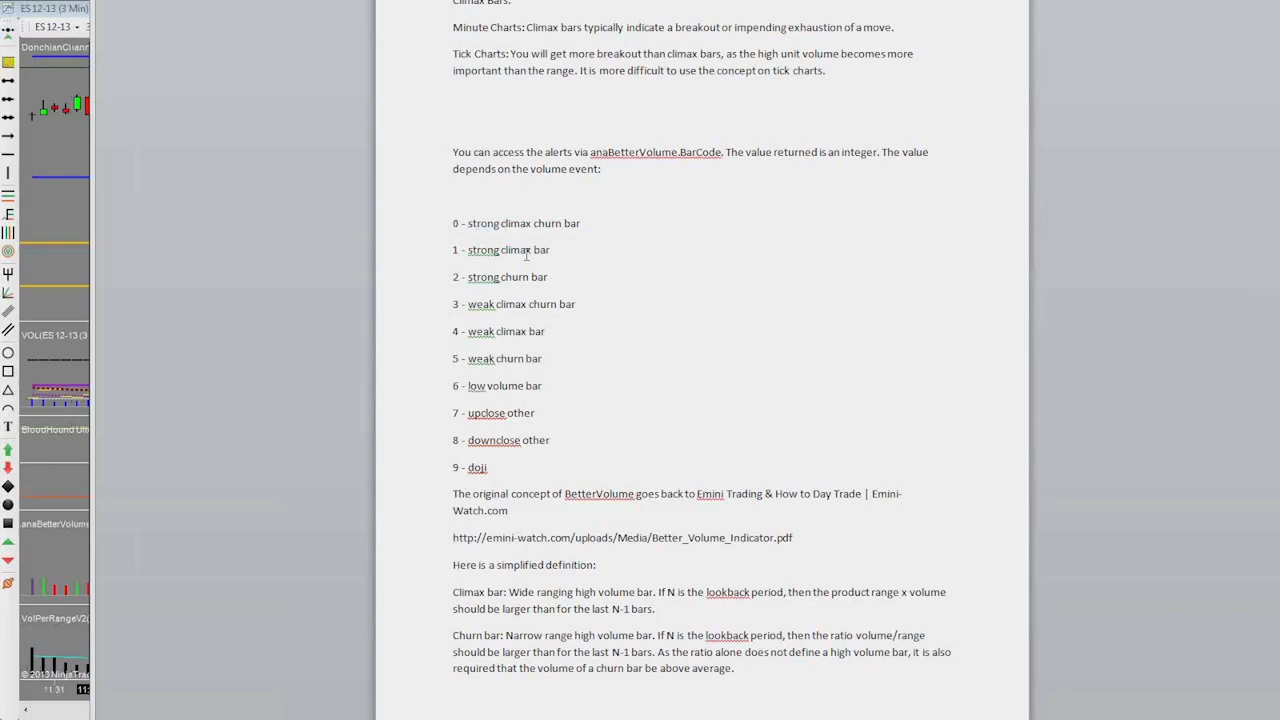 ES 12-13 (3 Min)
ES 12-13
DonchianChann
VOL(ES 12-13 (3
BloodHound Ult
anaBetterVolume
VolPerRangeV2(
© 2013 NinjaTra
11 31
Climax Bars.
Minute Charts: Climax bars typically indicate a breakout or impending exhaustion of a move.
Tick Charts: You will get more breakout than climax bars, as the high unit volume becomes more
important than the range. It is more difficult to use the concept on tick charts.
You can access the alerts via anaBetterVolume.BarCode. The value returned is an integer. The value
depends on the volume event:
0 - strong climax churn bar
1 - strong climax bar
2 - strong churn bar
3 - weak climax churn bar
4 - weak climax bar
5 - weak churn bar
6 - low volume bar
7 - upclose other
8 - downclose other
9 - doji
The original concept of BetterVolume goes back to Emini Trading & How to Day Trade | Emini-
Watch.com
http://emini-watch.com/uploads/Media/Better_Volume_Indicator.pdf
Here is a simplified definition:
Climax bar: Wide ranging high volume bar. If N is the lookback period, then the product range x volume
should be larger than for the last N-1 bars.
Churn bar: Narrow range high volume bar. If N is the lookback period, then the ratio volume/range
should be larger than for the last N-1 bars. As the ratio alone does not define a high volume bar, it is also
required that the volume of a churn bar be above average.